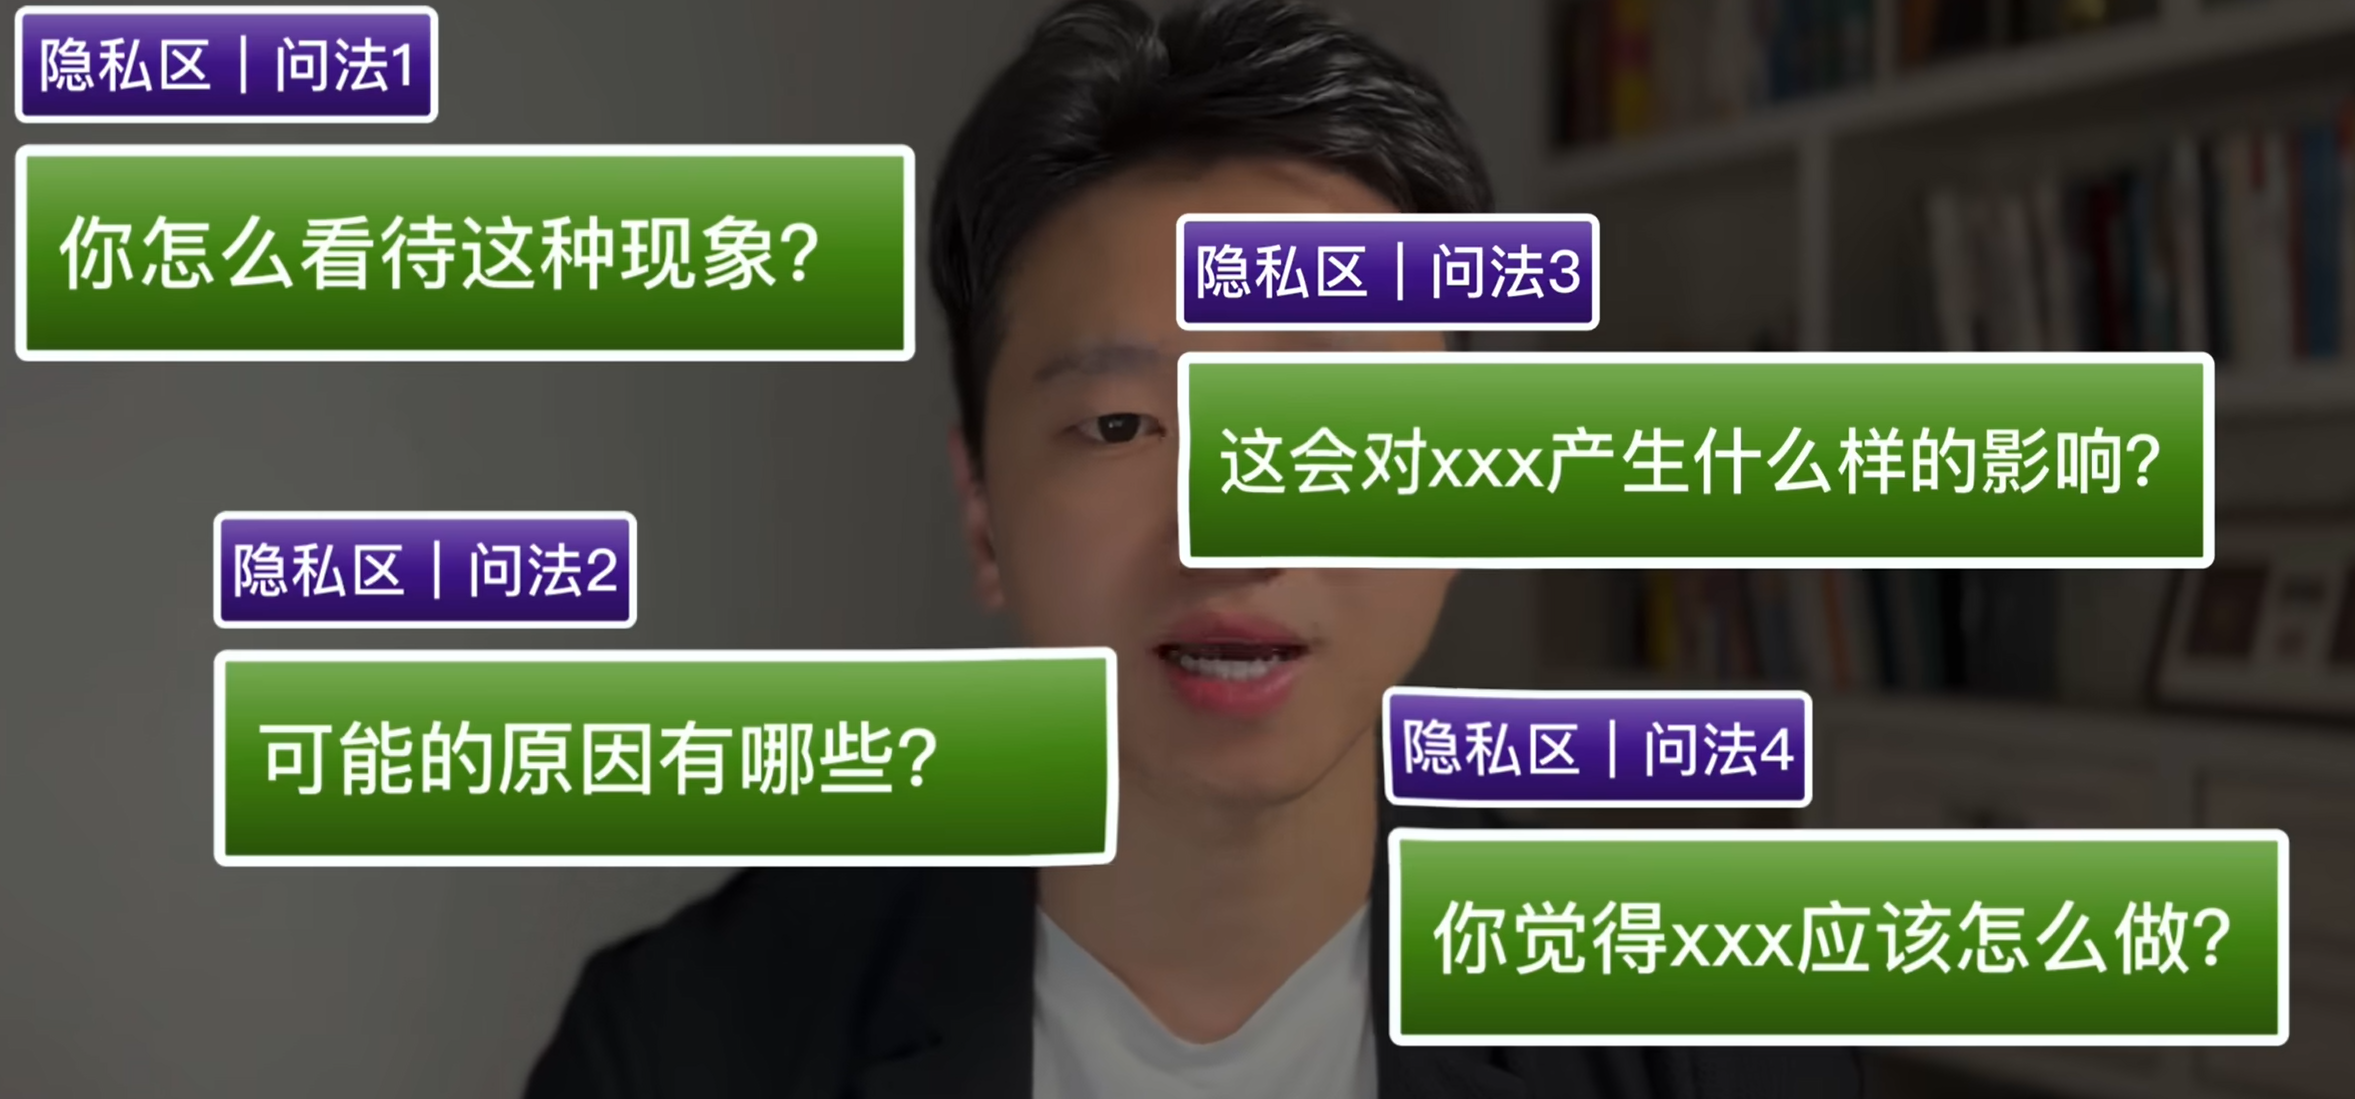 隐私区｜问法1
你怎么看待这种现象?
隐私区｜问法2
可能的原因有哪些?
隐私区｜问法3
这会对xxx产生什么样的影响?
隐私区｜问法4
你觉得xxx应该怎么做?